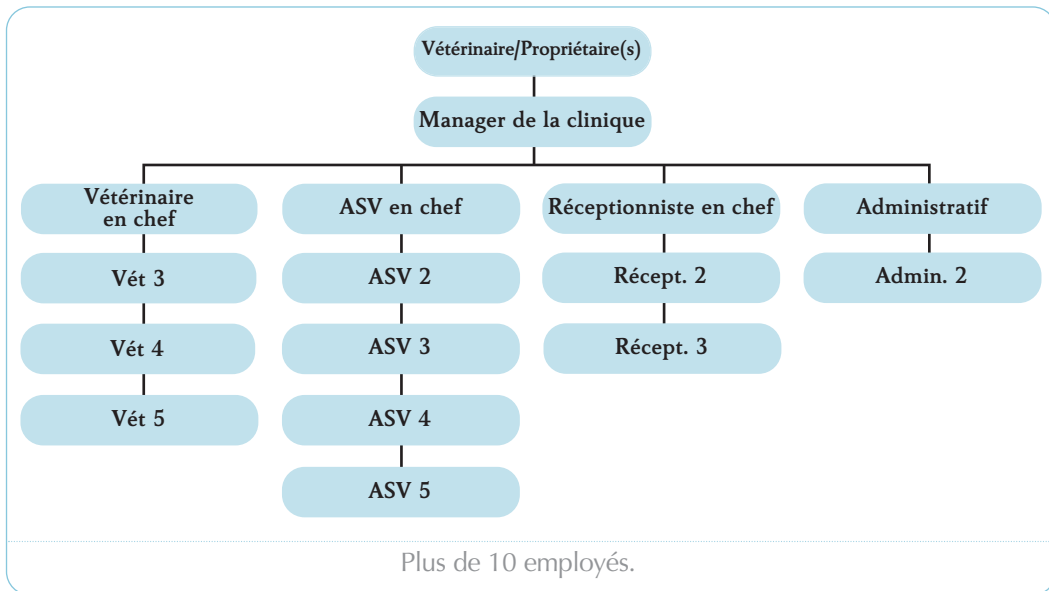 Vétérinaire/Propriétaire(s)
Manager de la clinique
Vétérinaire
en chef
ASV en chef
Réceptionniste en chef
Administratif
Vét 3
ASV 2
Récept. 2
Admin. 2
Vét 4
ASV 3
Récept. 3
Vét 5
ASV 4
ASV 5
Plus de 10 employés.